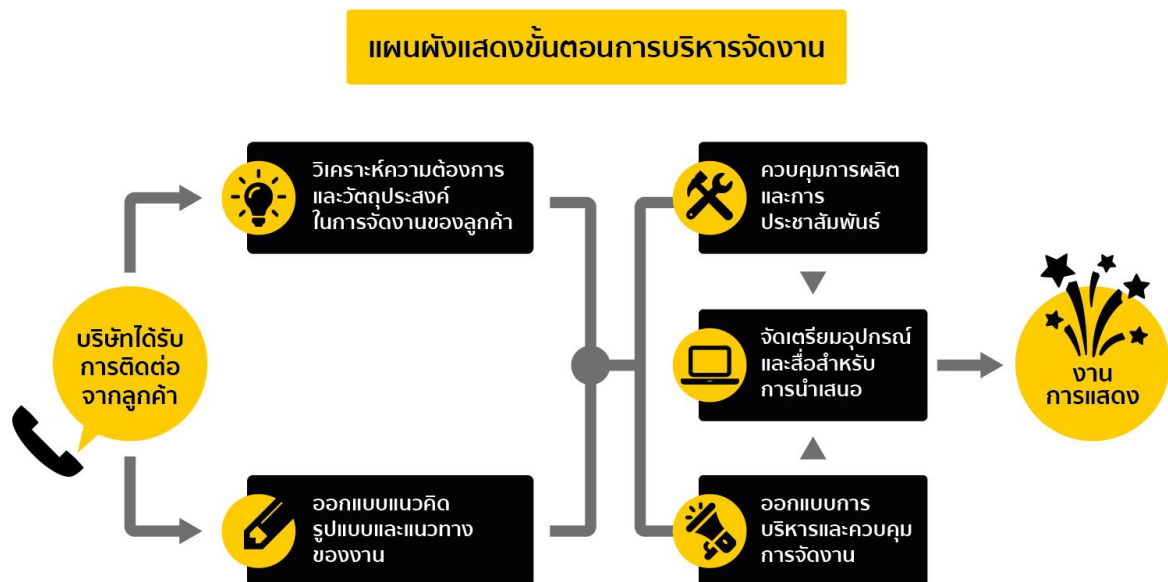 แผนผังแสดงขั้นตอนการบริหารจัดงาน
บริษัทได้รับ
การติดต่อ
จากลูกค้า
วิเคราะห์ความต้องการ
และวัตถุประสงค์
ในการจัดงานของลูกค้า
ออกแบบแนวคิด
รูปแบบและแนวทาง
ของงาน
ควบคุมการผลิต
และการ
ประชาสัมพันธ์
จัดเตรียมอุปกรณ์
และสื่อสำหรับ
การนำเสนอ
ออกแบบการ
บริหารและควบคุม
การจัดงาน
งาน
การแสดง